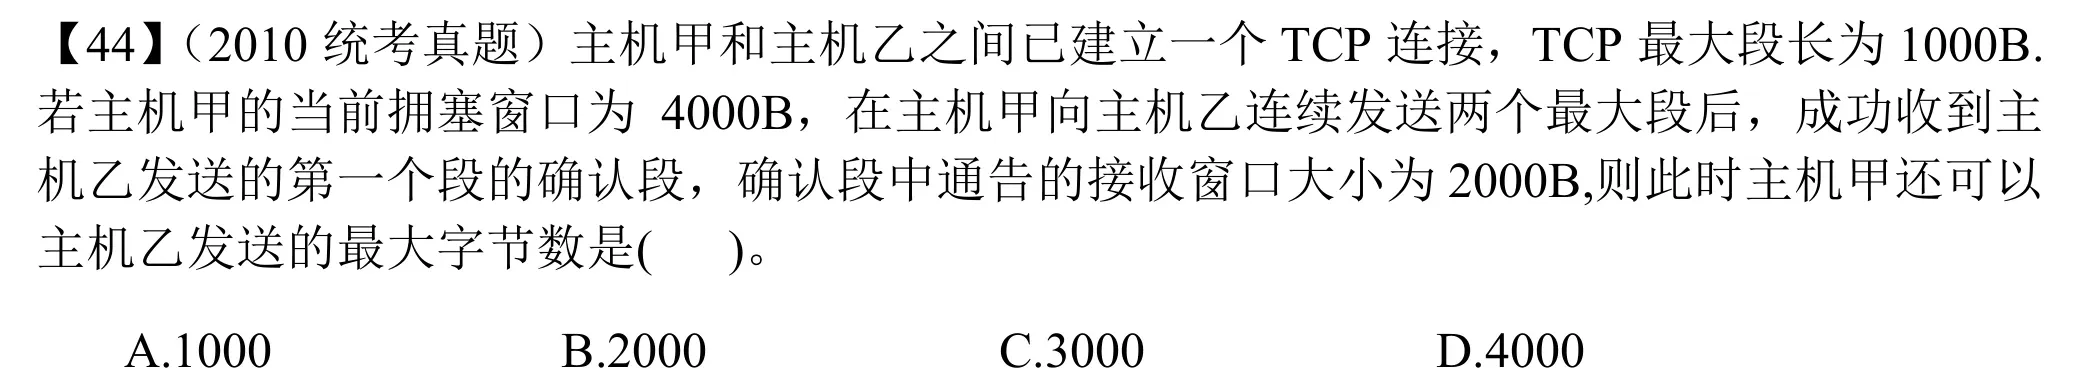 【44】（2010 统考真题）主机甲和主机乙之间已建立一个 TCP 连接，TCP 最大段长为 1000B.
若主机甲的当前拥塞窗口为 4000B，在主机甲向主机乙连续发送两个最大段后，成功收到主
机乙发送的第一个段的确认段，确认段中通告的接收窗口大小为 2000B,则此时主机甲还可以
主机乙发送的最大字节数是( )。
A.1000 B.2000 C.3000 D.4000